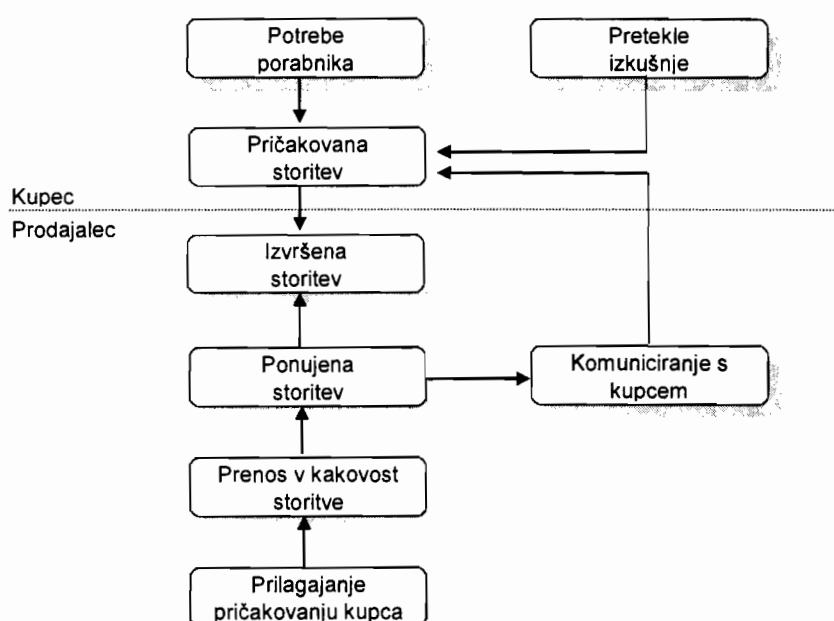 Potrebe
porabnika
Pretekle
izkušnje
Pričakovana
storitev
Kupec
Prodajalec
Izvršena
storitev
Ponujena
storitev
Komuniciranje s
kupcem
Prenos v kakovost
storitve
Prilagajanje
pričakovanju kupca